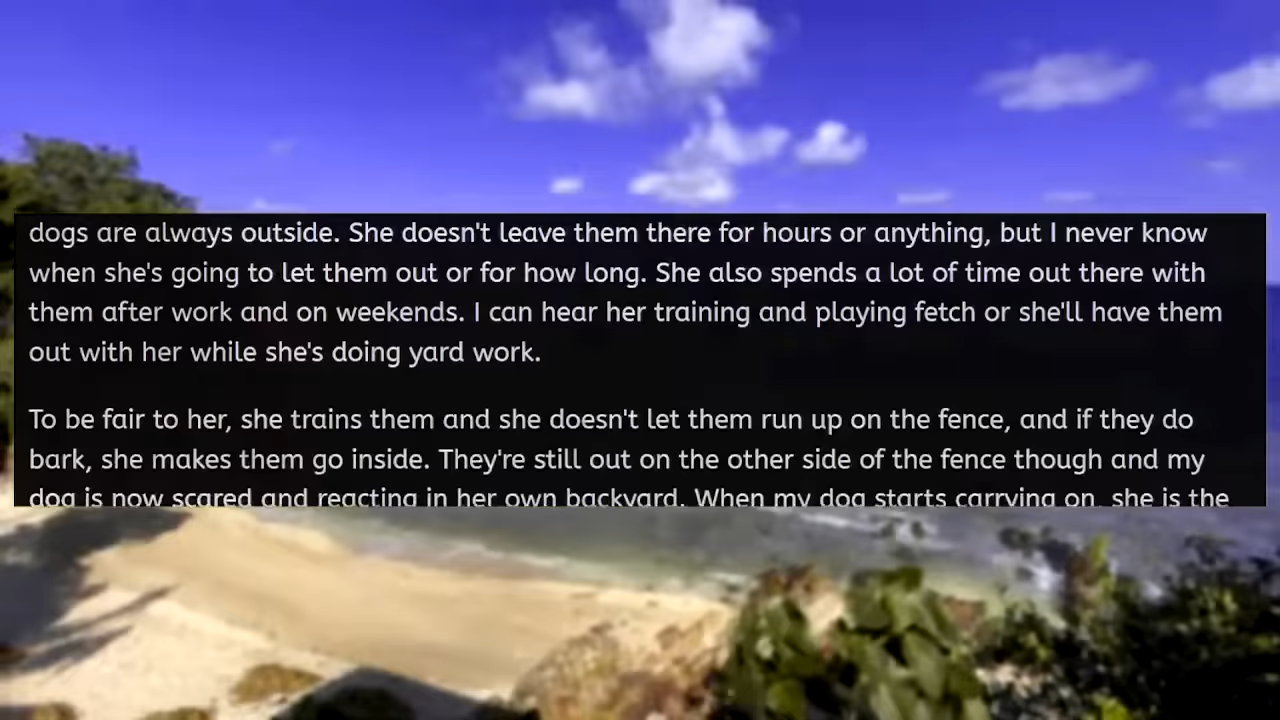 dogs are always outside. She doesn't leave them there for hours or anything, but I never know
when she's going to let them out or for how long. She also spends a lot of time out there with
them after work and on weekends. I can hear her training and playing fetch or she'll have them
out with her while she's doing yard work.
To be fair to her, she trains them and she doesn't let them run up on the fence, and if they do
bark, she makes them go inside. They're still out on the other side of the fence though and my
dog is now scared and reacting in her own backyard. When my dog starts carrying on, she is the